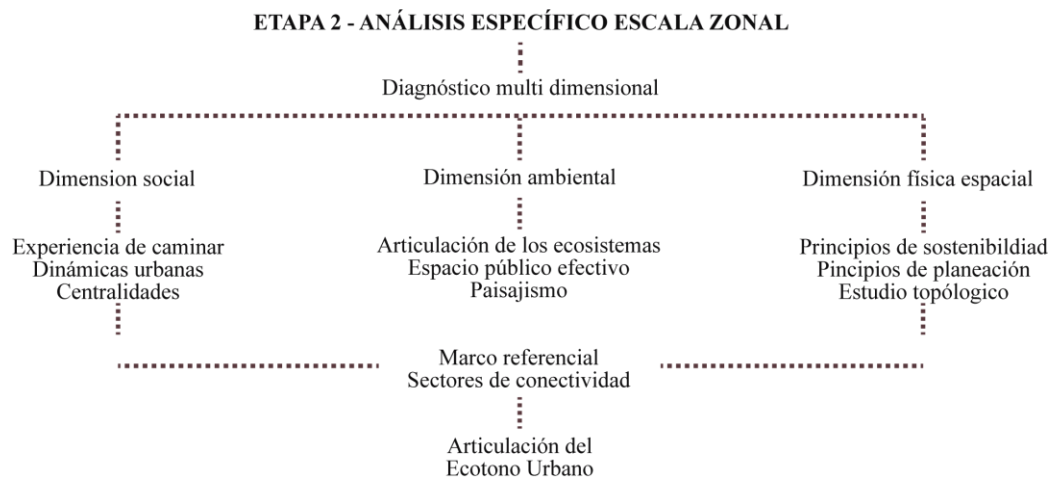 ETAPA 2 - ANÁLISIS ESPECÍFICO ESCALA ZONAL
Diagnóstico multi dimensional
Dimension social
Experiencia de caminar
Dinámicas urbanas
Centralidades
Dimensión ambiental
Articulación de los ecosistemas
Espacio público efectivo
Paisajismo
Dimensión física espacial
Principios de sostenibildiad
Pincipios de planeación
Estudio topólogico
Marco referencial
Sectores de conectividad
Articulación del
Ecotono Urbano